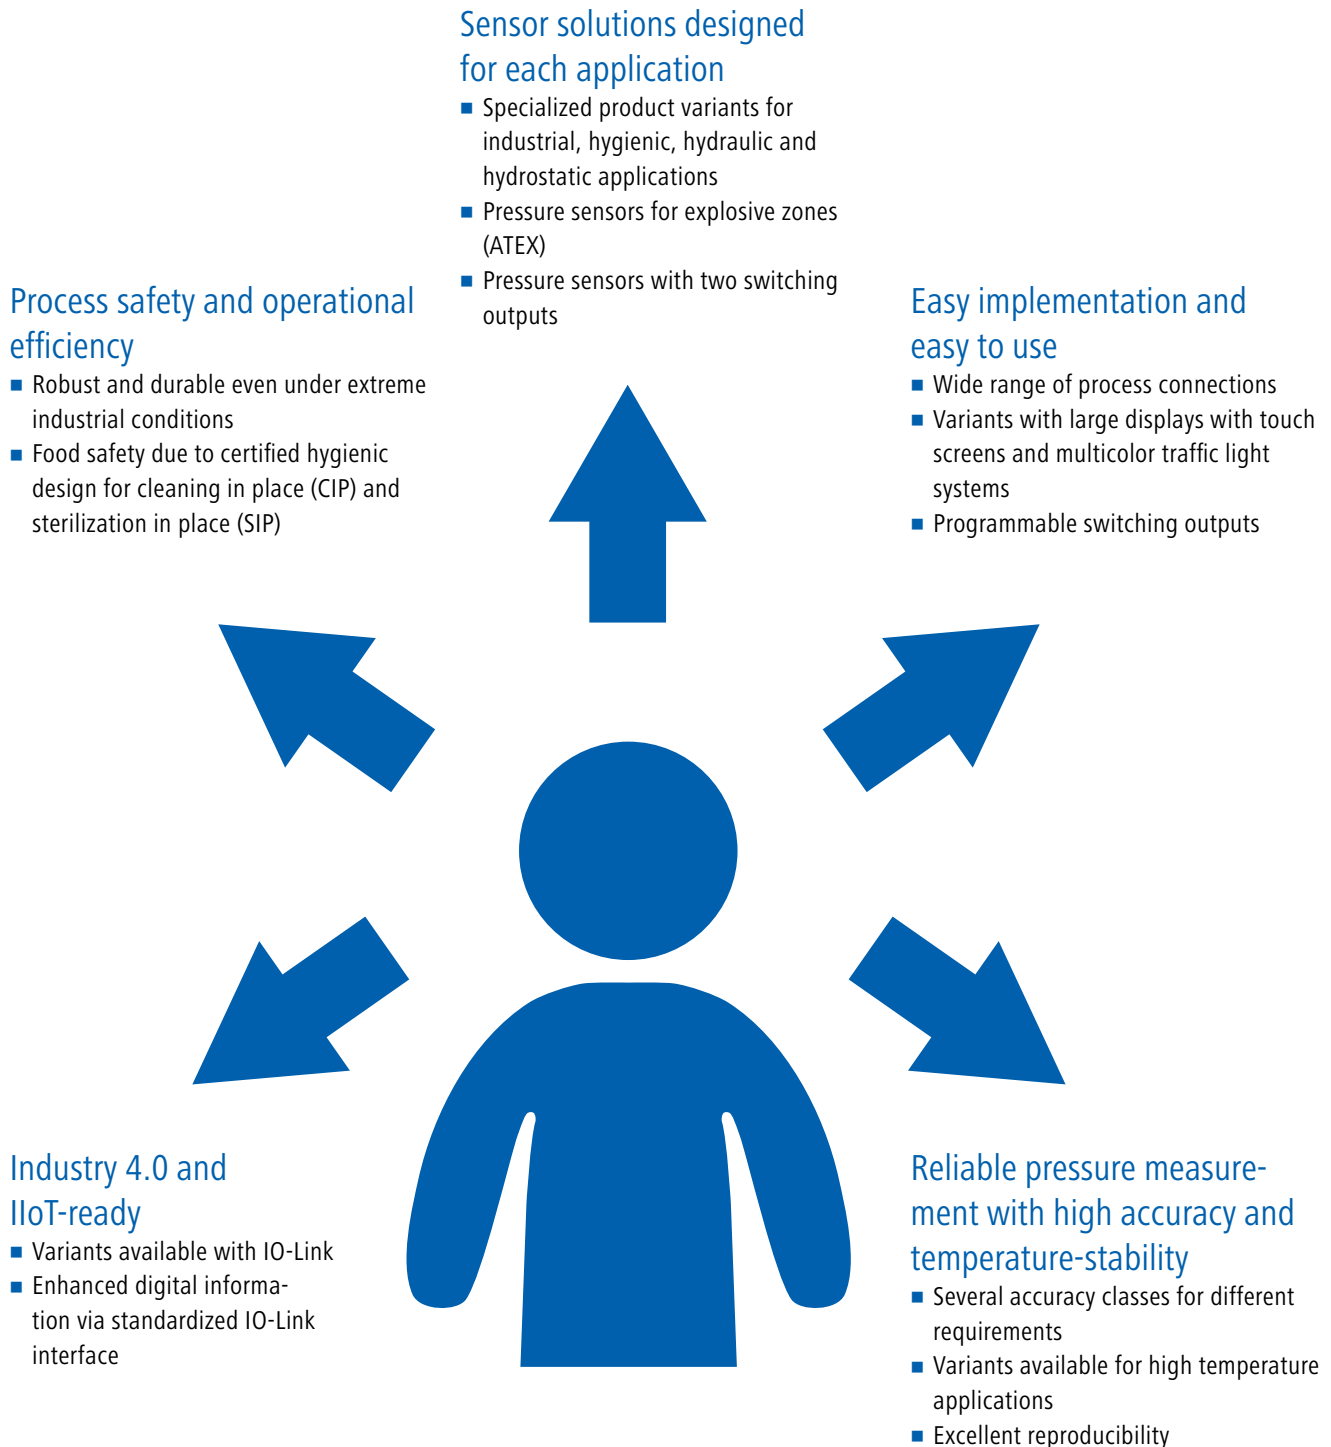 Sensor solutions designed
for each application
■ Specialized product variants for
industrial, hygienic, hydraulic and
hydrostatic applications
■ Pressure sensors for explosive zones
(ATEX)
■ Pressure sensors with two switching
outputs
Process safety and operational
efficiency
■ Robust and durable even under extreme
industrial conditions
■ Food safety due to certified hygienic
design for cleaning in place (CIP) and
sterilization in place (SIP)
Easy implementation and
easy to use
■ Wide range of process connections
■ Variants with large displays with touch
screens and multicolor traffic light
systems
■ Programmable switching outputs
Industry 4.0 and
IIoT-ready
■ Variants available with IO-Link
■ Enhanced digital informa-
tion via standardized IO-Link
interface
Reliable pressure measure-
ment with high accuracy and
temperature-stability
■ Several accuracy classes for different
requirements
■ Variants available for high temperature
applications
■ Excellent reproducibility